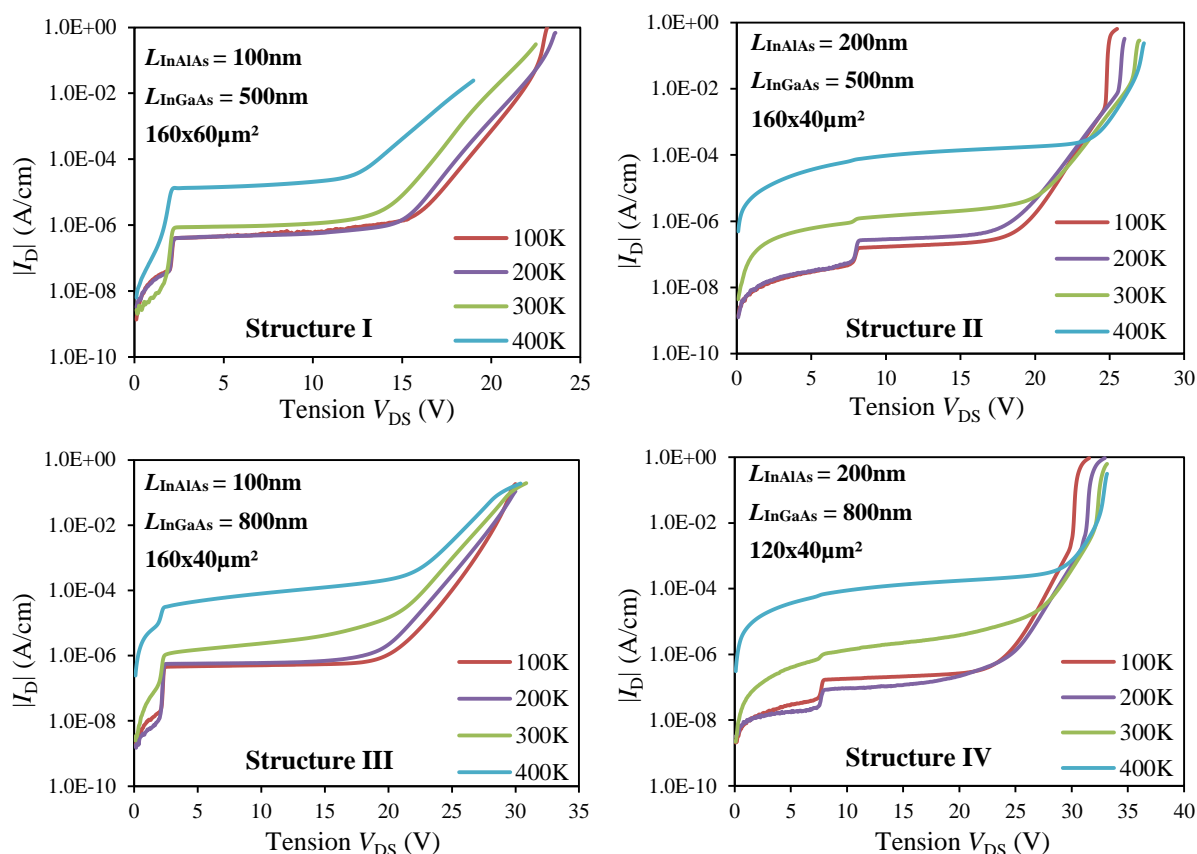 1.0E+00
1.0E-02
1.0E-04
1.0E-06
1.0E-08
1.0E-10
|I_D| (A/cm)
L_InAlAs = 100nm
L_InGaAs = 500nm
160x60µm²
100K
200K
300K
400K
Structure I
0 5 10 15 20 25
Tension V_DS (V)
1.0E+00
1.0E-02
1.0E-04
1.0E-06
1.0E-08
1.0E-10
|I_D| (A/cm)
L_InAlAs = 200nm
L_InGaAs = 500nm
160x40µm²
100K
200K
300K
400K
Structure II
0 5 10 15 20 25 30
Tension V_DS (V)
1.0E+00
1.0E-02
1.0E-04
1.0E-06
1.0E-08
1.0E-10
|I_D| (A/cm)
L_InAlAs = 100nm
L_InGaAs = 800nm
160x40µm²
100K
200K
300K
400K
Structure III
0 5 10 15 20 25 30 35
Tension V_DS (V)
1.0E+00
1.0E-02
1.0E-04
1.0E-06
1.0E-08
1.0E-10
|I_D| (A/cm)
L_InAlAs = 200nm
L_InGaAs = 800nm
120x40µm²
100K
200K
300K
400K
Structure IV
0 5 10 15 20 25 30 35 40
Tension V_DS (V)